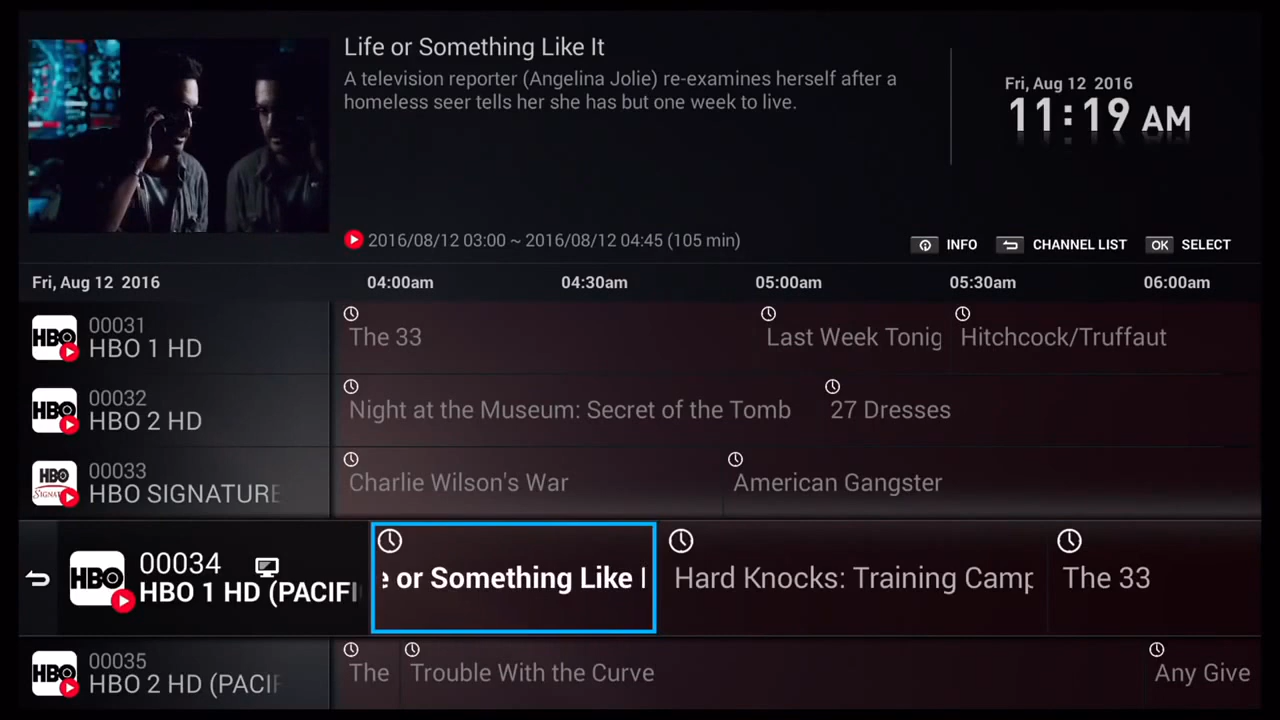 Life or Something Like It
A television reporter (Angelina Jolie) re-examines herself after a
homeless seer tells her she has but one week to live.
Fri, Aug 12 2016
11:19 AM
2016/08/12 03:00 ~ 2016/08/12 04:45 (105 min)
INFO
CHANNEL LIST
OK SELECT
Fri, Aug 12 2016
04:00am
04:30am
05:00am
05:30am
06:00am
HBO
00031
HBO 1 HD
The 33
Last Week Tonig
Hitchcock/Truffaut
HBO
00032
HBO 2 HD
Night at the Museum: Secret of the Tomb
27 Dresses
HBO
00033
HBO SIGNATURE
Charlie Wilson's War
American Gangster
HBO
00034
HBO 1 HD (PACIFI
e or Something Like I
Hard Knocks: Training Camp
The 33
HBO
00035
HBO 2 HD (PACIF
The
Trouble With the Curve
Any Give